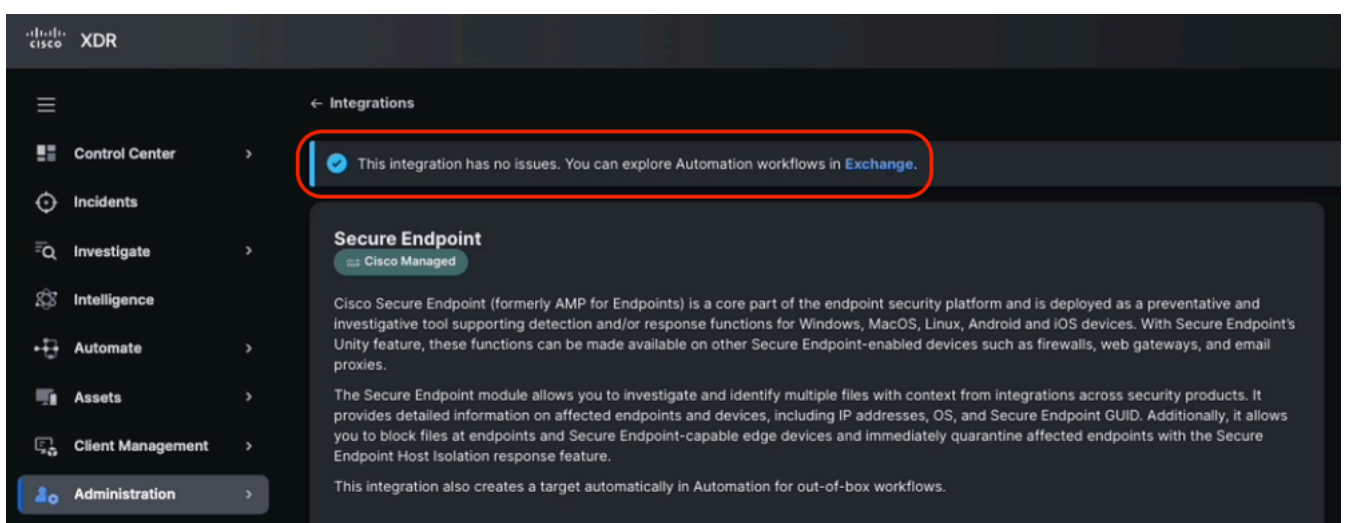 cisco XDR
← Integrations
Control Center
This integration has no issues. You can explore Automation workflows in Exchange.
Incidents
Investigate
Intelligence
Automate
Assets
Client Management
Administration
Secure Endpoint
Cisco Managed
Cisco Secure Endpoint (formerly AMP for Endpoints) is a core part of the endpoint security platform and is deployed as a preventative and
investigative tool supporting detection and/or response functions for Windows, MacOS, Linux, Android and iOS devices. With Secure Endpoint's
Unity feature, these functions can be made available on other Secure Endpoint-enabled devices such as firewalls, web gateways, and email
proxies.
The Secure Endpoint module allows you to investigate and identify multiple files with context from integrations across security products. It
provides detailed information on affected endpoints and devices, including IP addresses, OS, and Secure Endpoint GUID. Additionally, it allows
you to block files at endpoints and Secure Endpoint-capable edge devices and immediately quarantine affected endpoints with the Secure
Endpoint Host Isolation response feature.
This integration also creates a target automatically in Automation for out-of-box workflows.